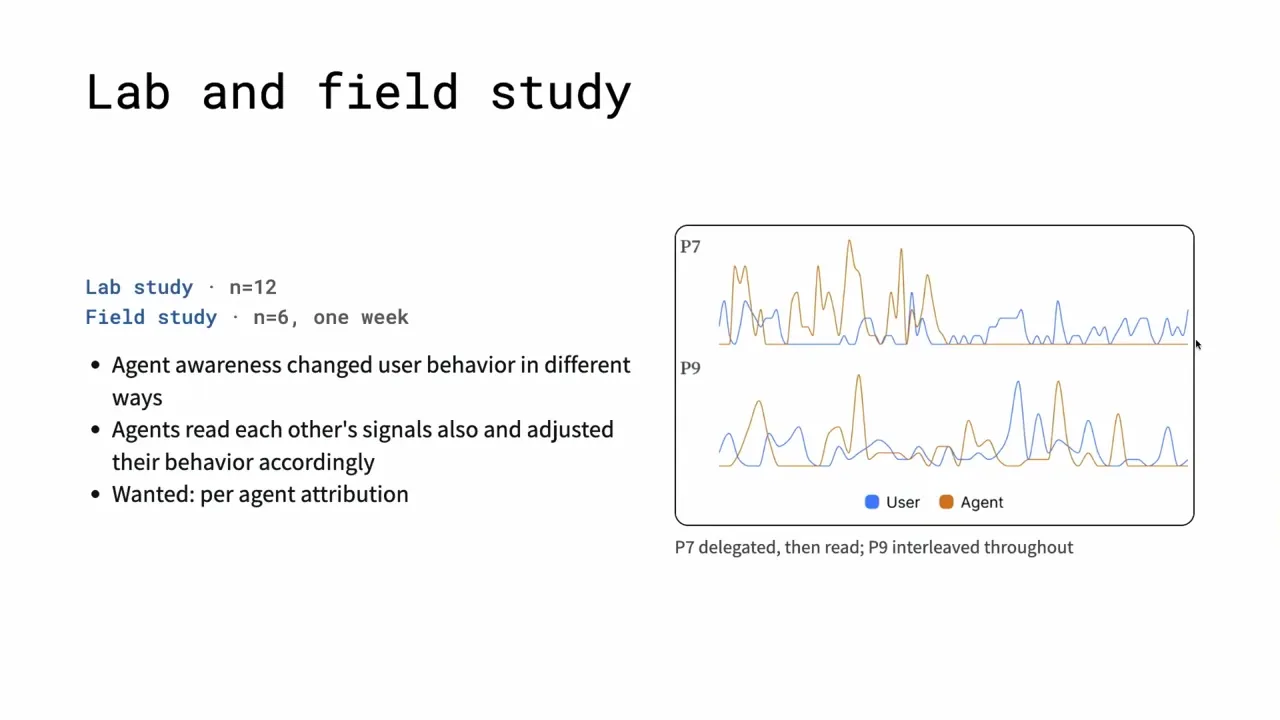 Lab and field study
Lab study · n=12
Field study · n=6, one week
• Agent awareness changed user behavior in different
ways
• Agents read each other's signals also and adjusted
their behavior accordingly
• Wanted: per agent attribution
P7
P9
User Agent
P7 delegated, then read; P9 interleaved throughout